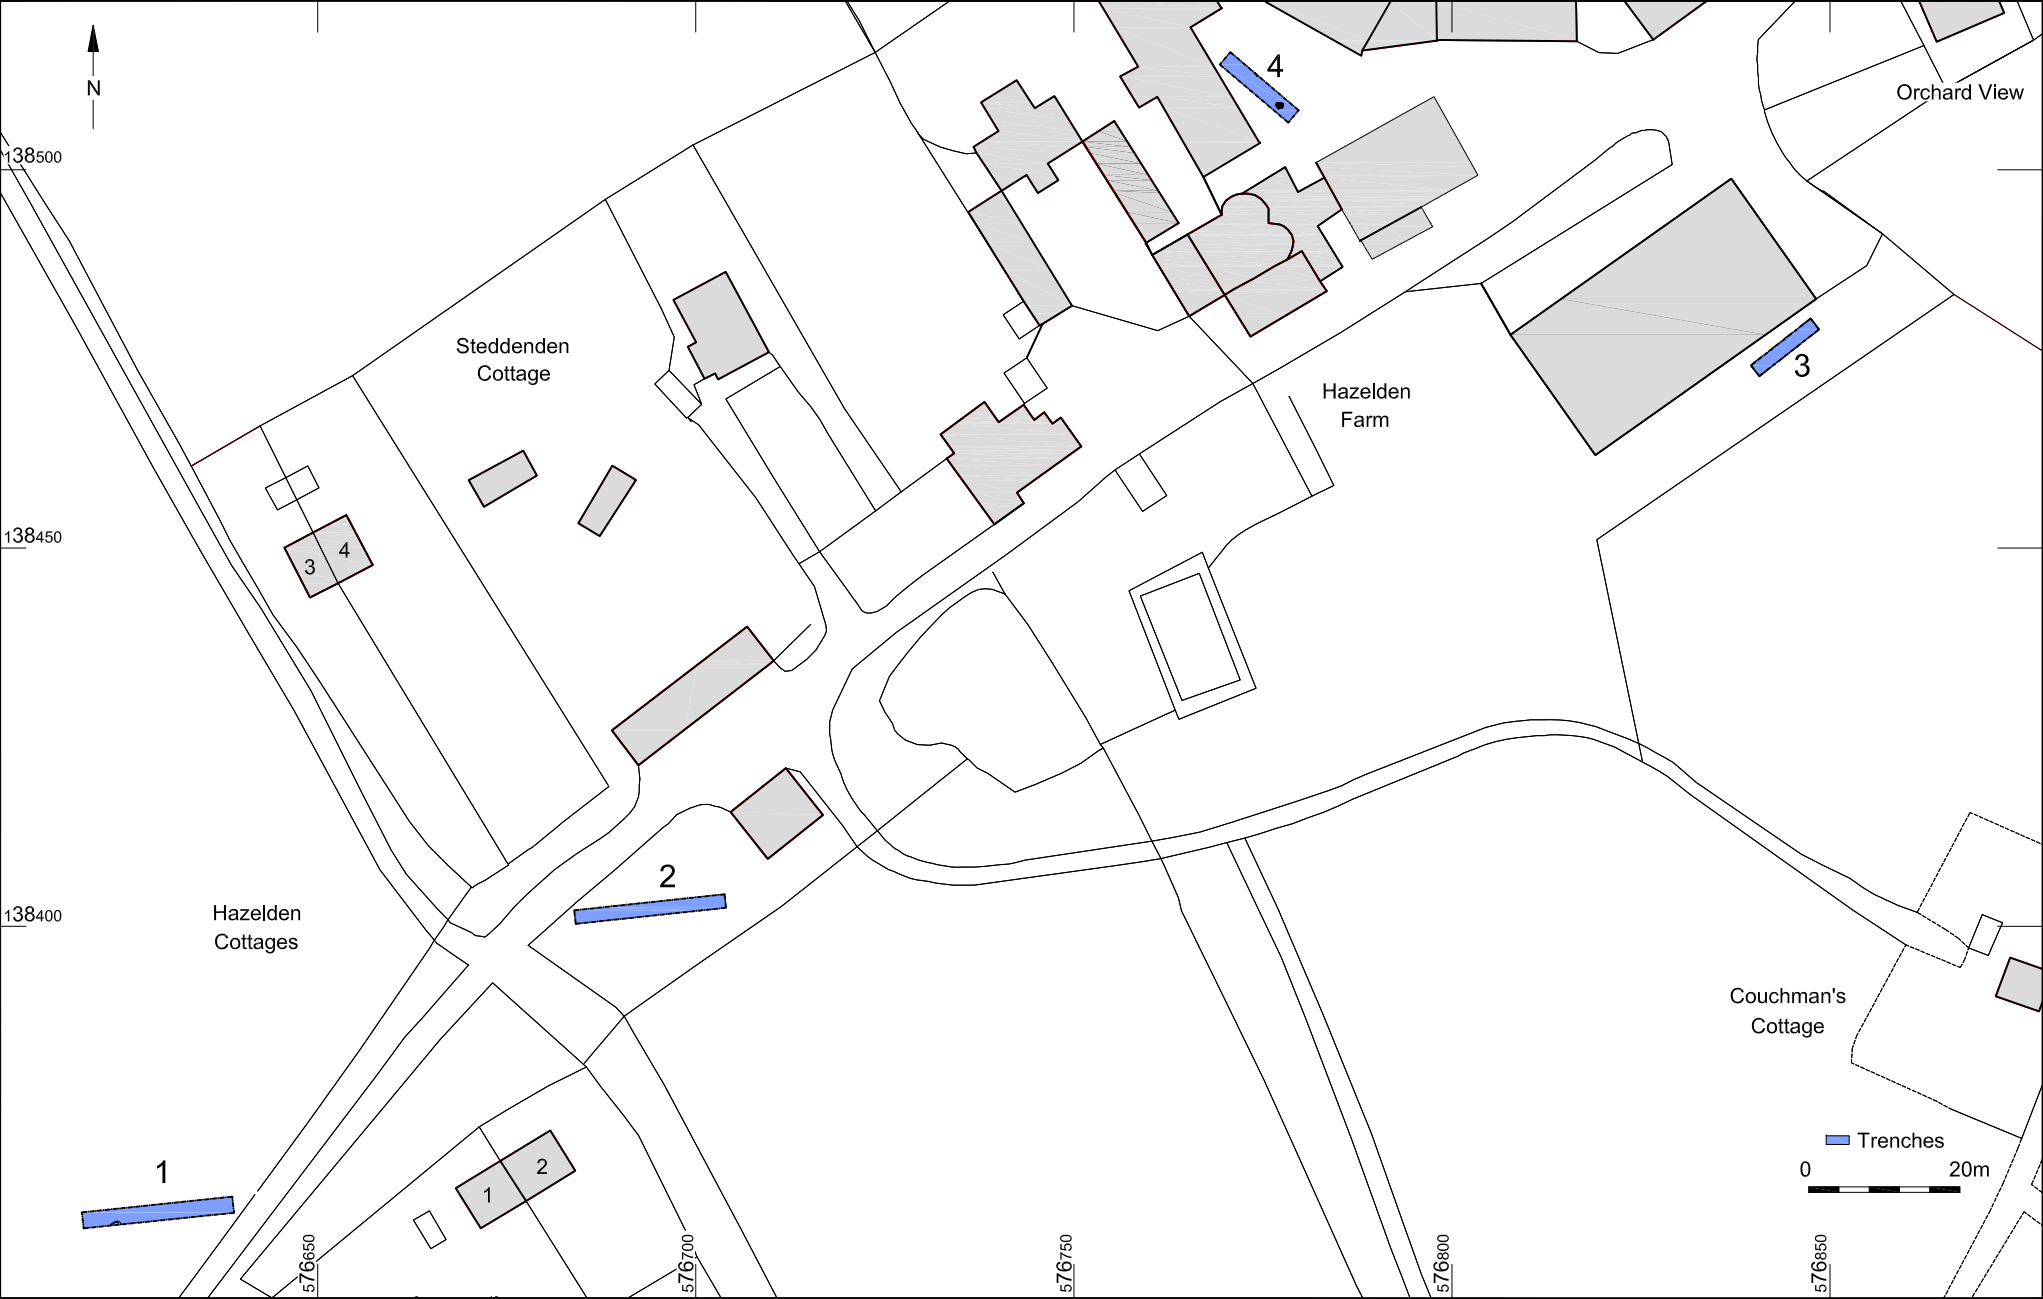 4
N
Orchard View
138500
Steddenden
Cottage
3
Hazelden
Farm
138450
3
4
2
Hazelden
Cottages
138400
Couchman's
Cottage
Trenches
0
20m
1
2
1
576650
576700
576750
576800
576850